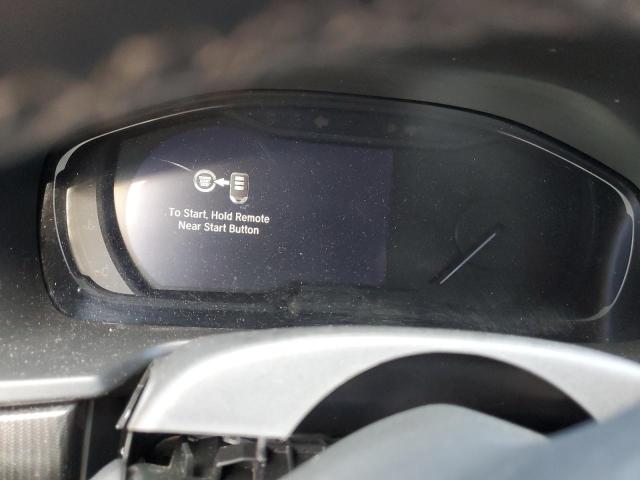 To Start, Hold Remote
Near Start Button